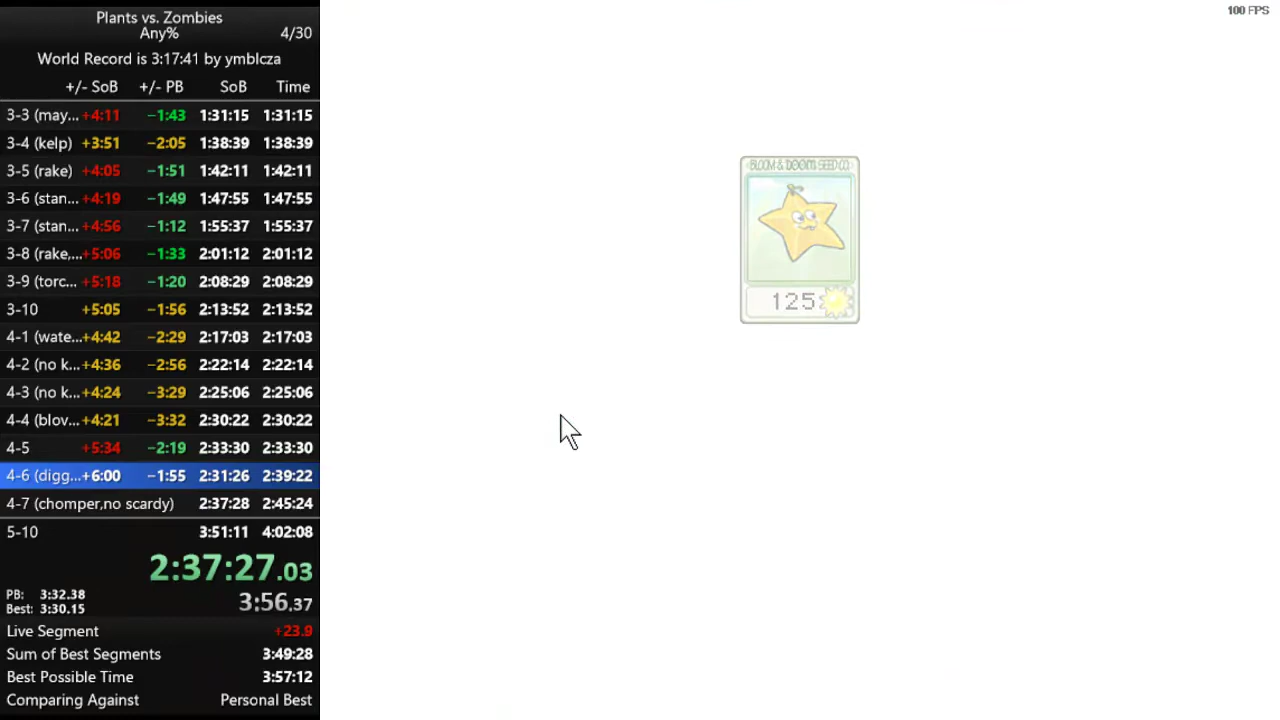 Plants vs. Zombies
Any% 4/30
World Record is 3:17:41 by ymblcza
+/- SoB +/- PB SoB Time
3-3 (may... +4:11 −1:43 1:31:15 1:31:15
3-4 (kelp) +3:51 −2:05 1:38:39 1:38:39
3-5 (rake) +4:05 −1:51 1:42:11 1:42:11
3-6 (stan... +4:19 −1:49 1:47:55 1:47:55
3-7 (stan... +4:56 −1:12 1:55:37 1:55:37
3-8 (rake,... +5:06 −1:33 2:01:12 2:01:12
3-9 (torc... +5:18 −1:20 2:08:29 2:08:29
3-10 +5:05 −1:56 2:13:52 2:13:52
4-1 (wate... +4:42 −2:29 2:17:03 2:17:03
4-2 (no k... +4:36 −2:56 2:22:14 2:22:14
4-3 (no k... +4:24 −3:29 2:25:06 2:25:06
4-4 (blov... +4:21 −3:32 2:30:22 2:30:22
4-5 +5:34 −2:19 2:33:30 2:33:30
4-6 (digg... +6:00 −1:55 2:31:26 2:39:22
4-7 (chomper,no scardy) 2:37:28 2:45:24
5-10 3:51:11 4:02:08
2:37:27.03
PB: 3:32.38
Best: 3:30.15
3:56.37
Live Segment +23.9
Sum of Best Segments 3:49:28
Best Possible Time 3:57:12
Comparing Against Personal Best
100 FPS
BLOOM & DOOM SEED CO.
125